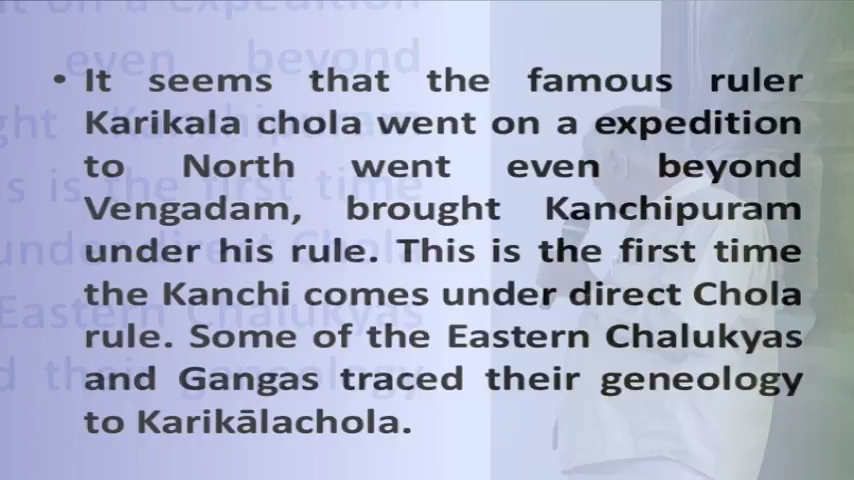 • It seems that the famous ruler
Karikala chola went on a expedition
to North went even beyond
Vengadam, brought Kanchipuram
under his rule. This is the first time
the Kanchi comes under direct Chola
rule. Some of the Eastern Chalukyas
and Gangas traced their geneology
to Karikālachola.